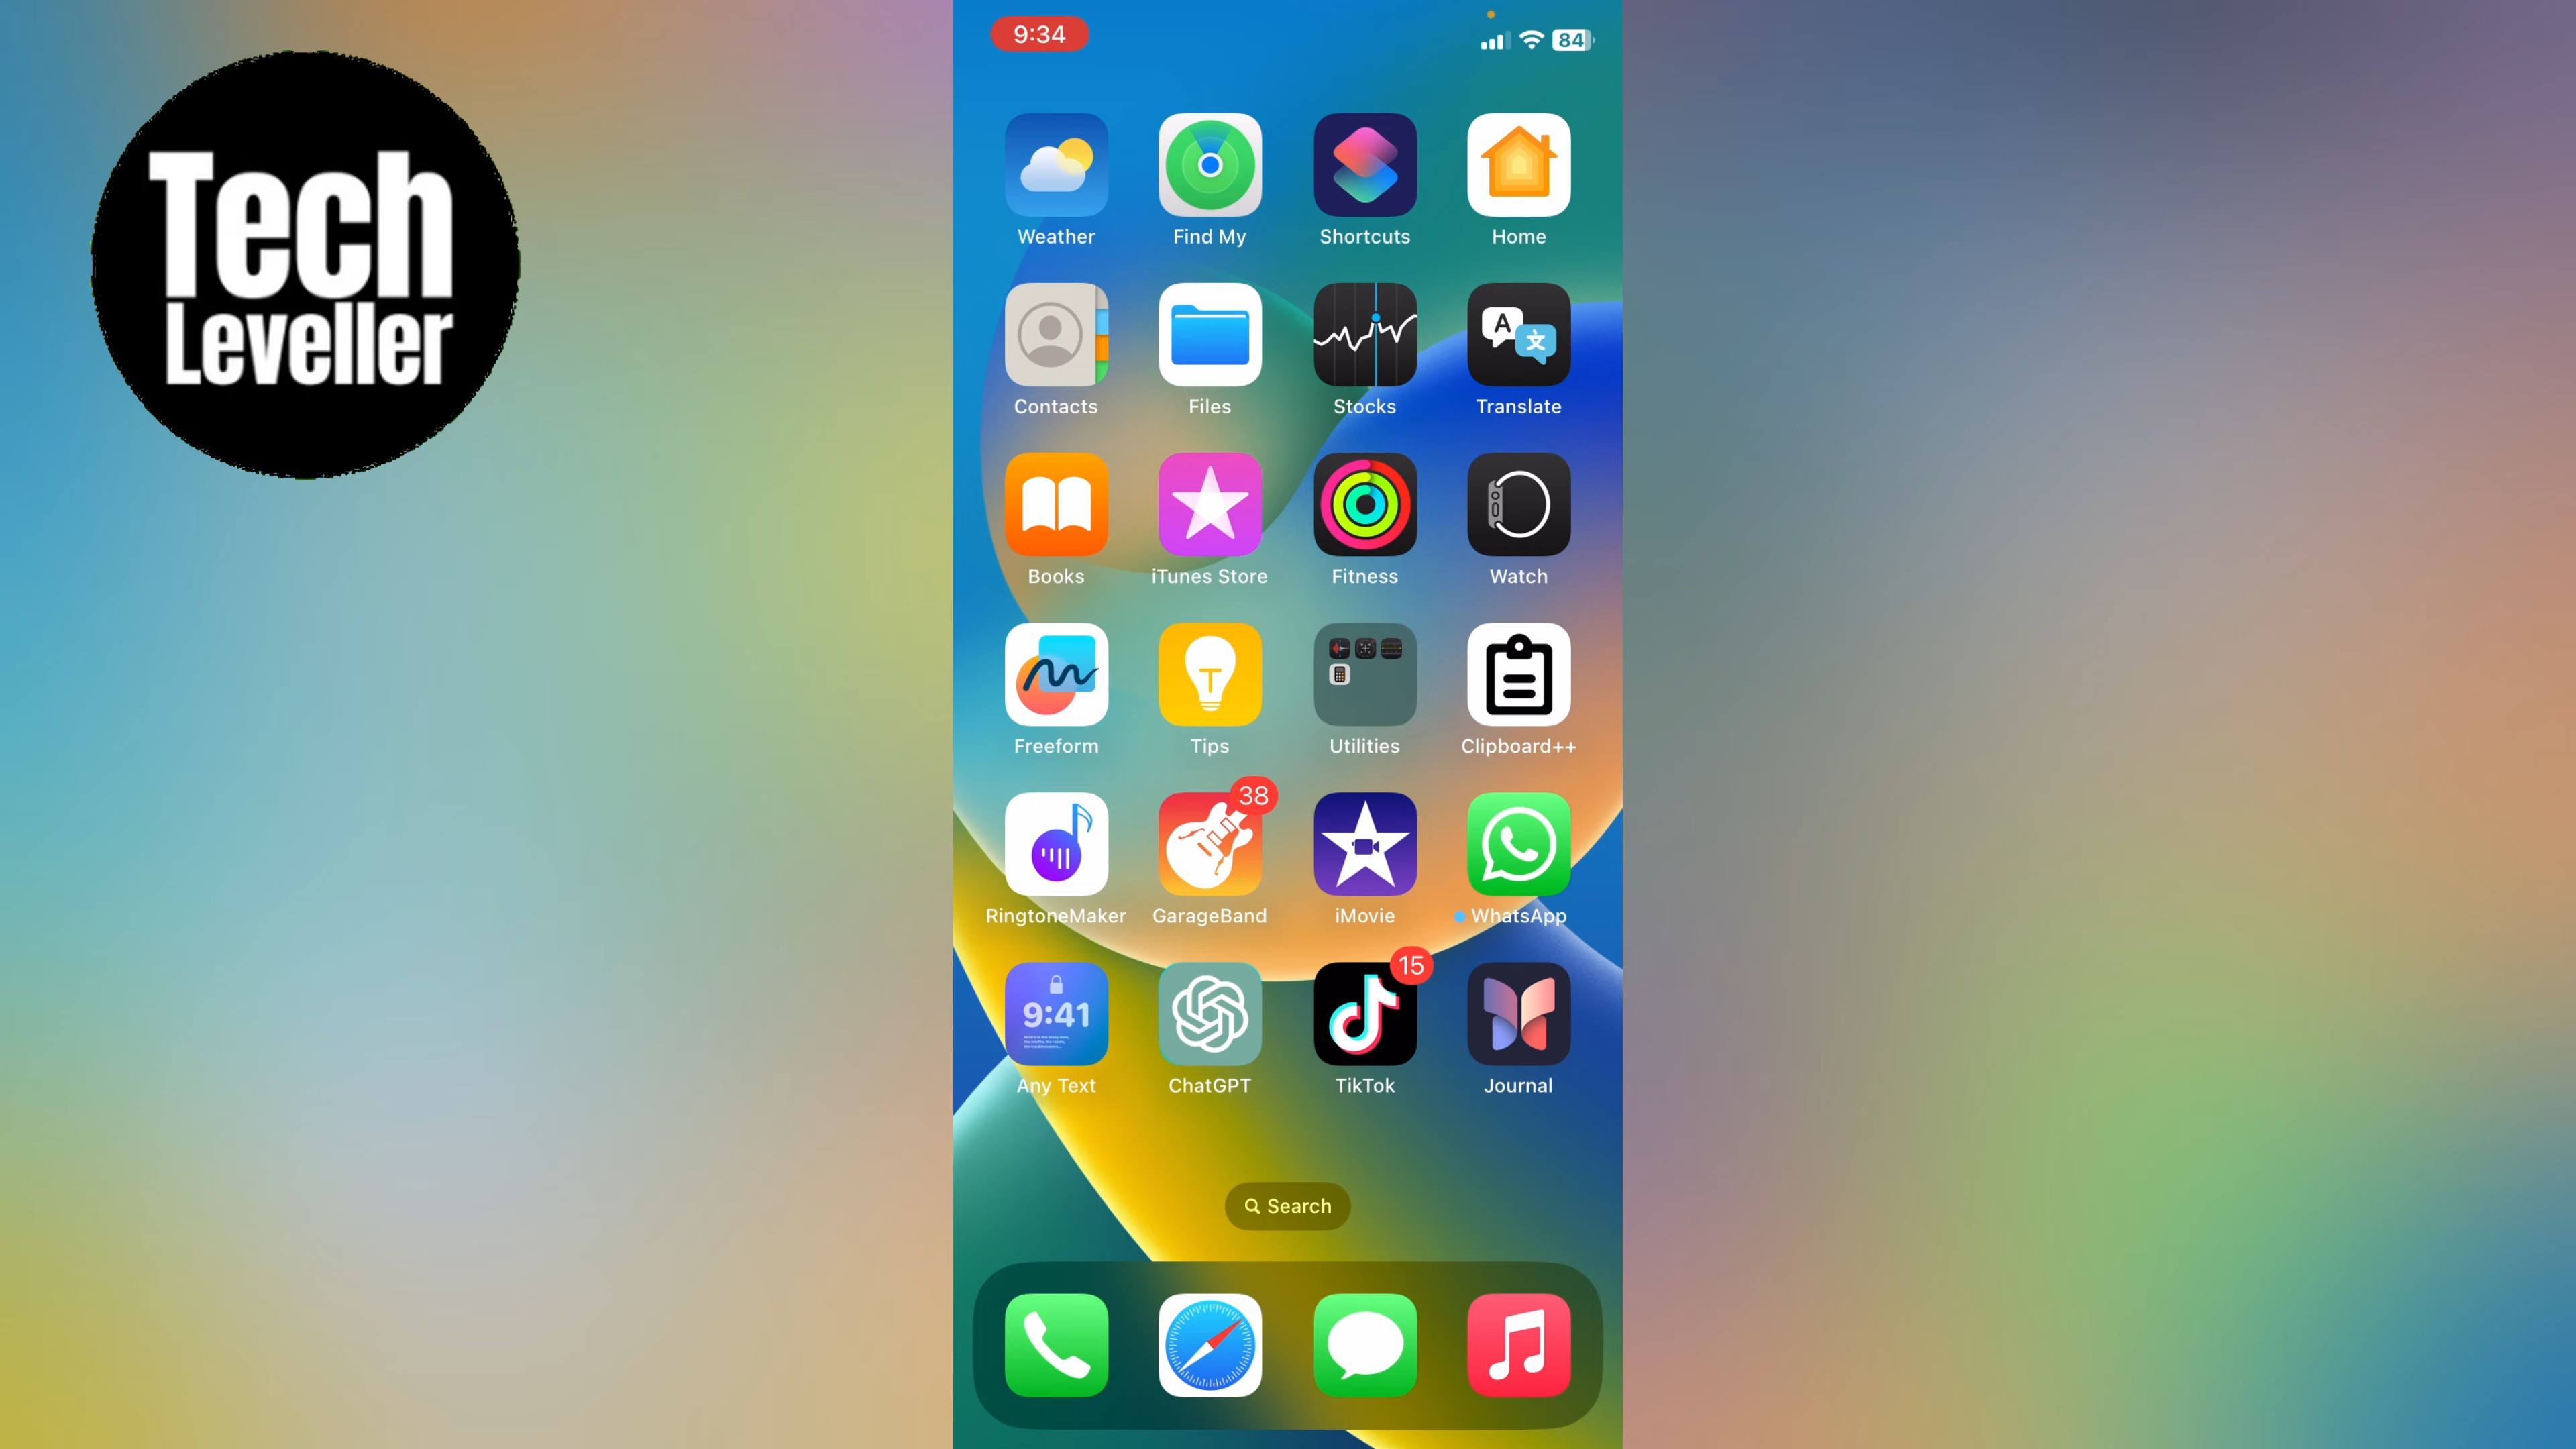 Tech
Leveller
9:34
84
Weather
Find My
Shortcuts
Home
Contacts
Files
Stocks
A
文
Translate
Books
iTunes Store
Fitness
Watch
Freeform
T
Tips
Utilities
Clipboard++
RingtoneMaker
38
GarageBand
iMovie
WhatsApp
9:41
Any Text
ChatGPT
15
TikTok
Journal
Search